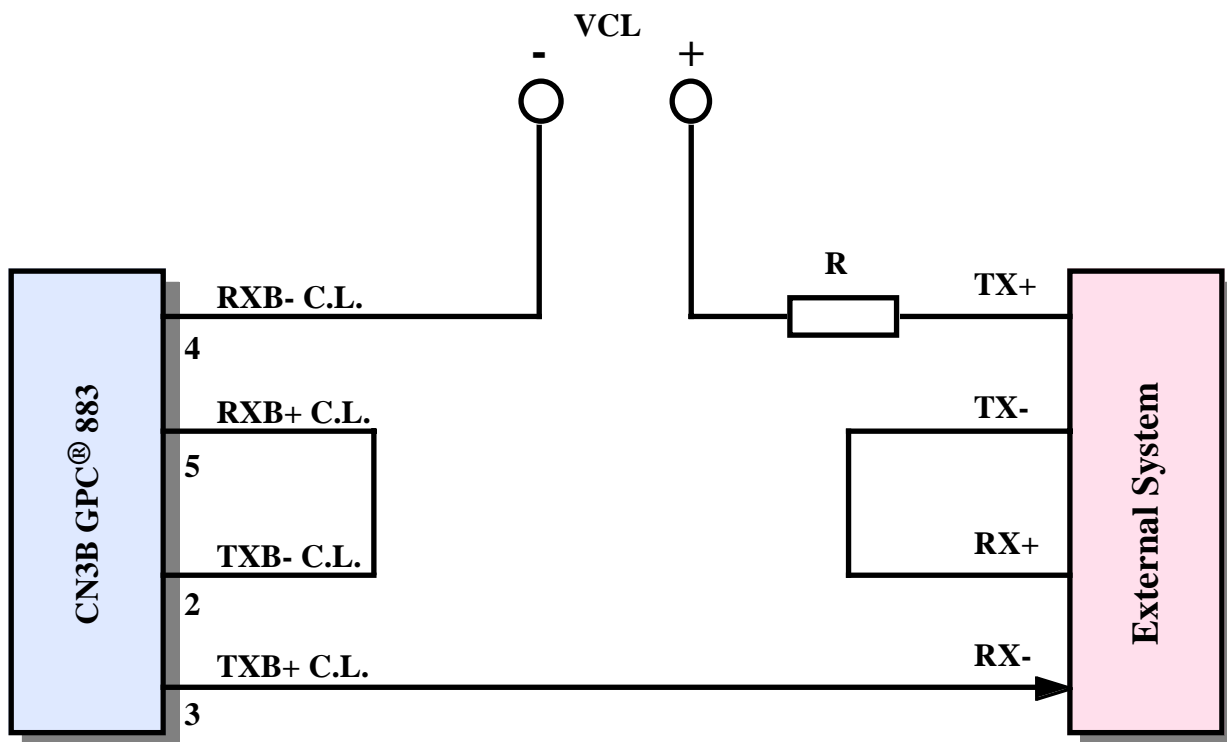 VCL
- +
R
RXB- C.L.
TX+
4
RXB+ C.L.
TX-
5
TXB- C.L.
RX+
2
TXB+ C.L.
RX-
3
CN3B GPC® 883
External System